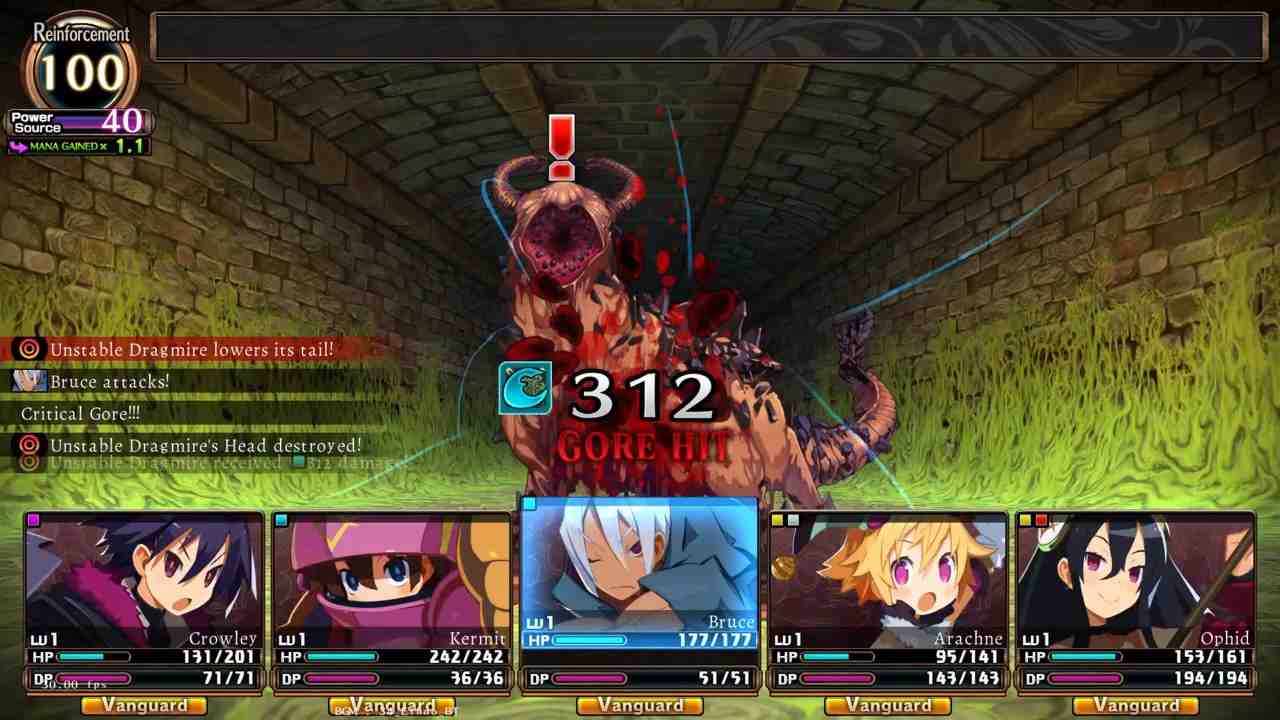 Reinforcement
100
Power Source 40
MANA GAINED × 1.1
Unstable Dragmire lowers its tail!
Bruce attacks!
Critical Gore!!!
Unstable Dragmire's Head destroyed!
Unstable Dragmire received 312 damage
312
GORE HIT
LV1 Crowley
HP 131/201
DP 71/71
30.00 fps
Vanguard
LV1 Kermit
HP 242/242
DP 36/36
Vanguard
LV1 Bruce
HP 177/177
DP 51/51
Vanguard
LV1 Arachne
HP 95/141
DP 143/143
Vanguard
LV1 Ophid
HP 153/161
DP 194/194
Vanguard